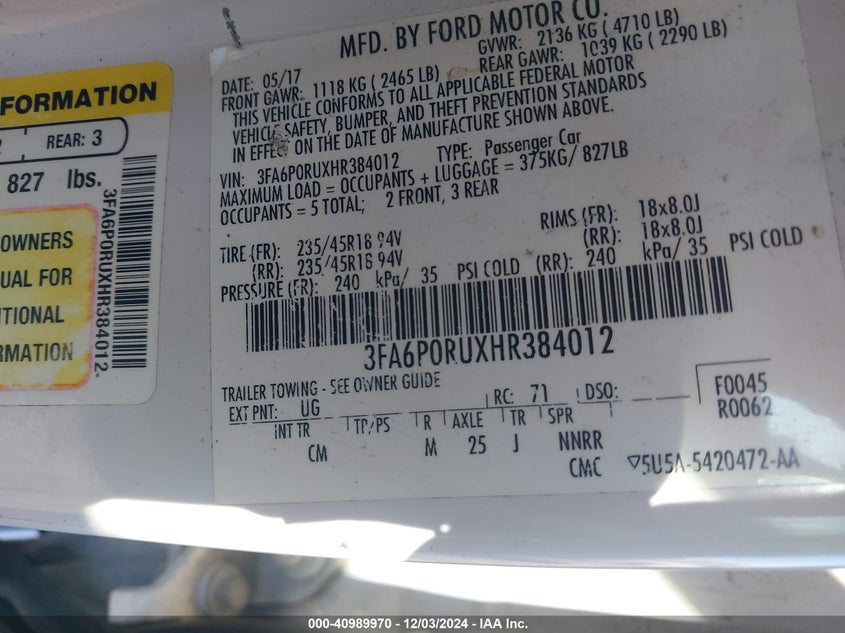 FORMATION
REAR: 3
827 lbs.
OWNERS
UAL FOR
ITIONAL
RMATION
3FA6P0RUXHR384012
MFD. BY FORD MOTOR CO.
DATE: 05/17 GVWR: 2136 KG ( 4710 LB)
FRONT GAWR: 1118 KG ( 2465 LB) REAR GAWR: 1039 KG ( 2290 LB)
THIS VEHICLE CONFORMS TO ALL APPLICABLE FEDERAL MOTOR
VEHICLE SAFETY, BUMPER, AND THEFT PREVENTION STANDARDS
IN EFFECT ON THE DATE OF MANUFACTURE SHOWN ABOVE.
VIN: 3FA6P0RUXHR384012 TYPE: Passenger Car
MAXIMUM LOAD = OCCUPANTS + LUGGAGE = 375KG/ 827LB
OCCUPANTS = 5 TOTAL; 2 FRONT, 3 REAR
TIRE (FR): 235/45R18 94V RIMS (FR): 18x8.0J
(RR): 235/45R18 94V (RR): 18x8.0J
PRESSURE (FR): 240 kPa/ 35 PSI COLD (RR): 240 kPa/ 35 PSI COLD
3FA6P0RUXHR384012
TRAILER TOWING - SEE OWNER GUIDE
EXT PNT: UG RC: 71 DSO: F0045
INT TR TP/PS R AXLE TR SPR R0062
CM M 25 J NNRR
CMC ▽5U5A-5420472-AA
000-40989970 - 12/03/2024 - IAA Inc.